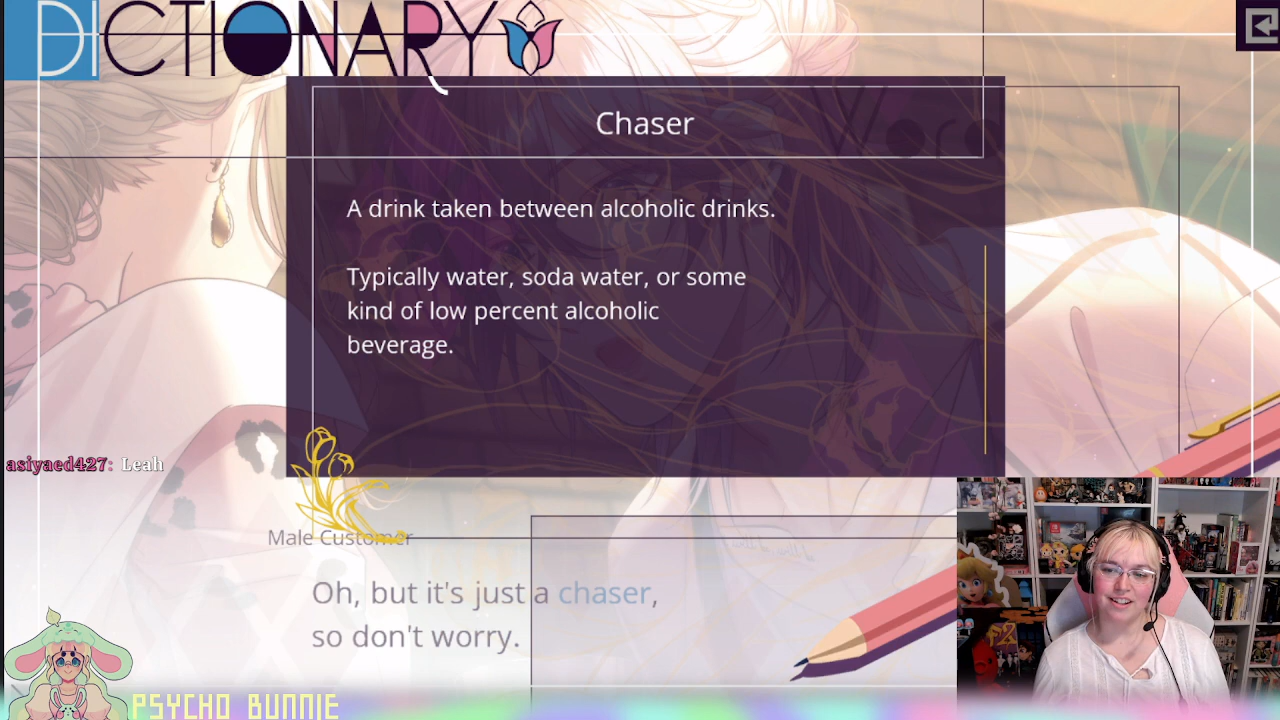 DICTIONARY
Chaser
A drink taken between alcoholic drinks.
Typically water, soda water, or some
kind of low percent alcoholic
beverage.
asiyaed427: Leah
Male Customer
Oh, but it's just a chaser,
so don't worry.
PSYCHO BUNNIE